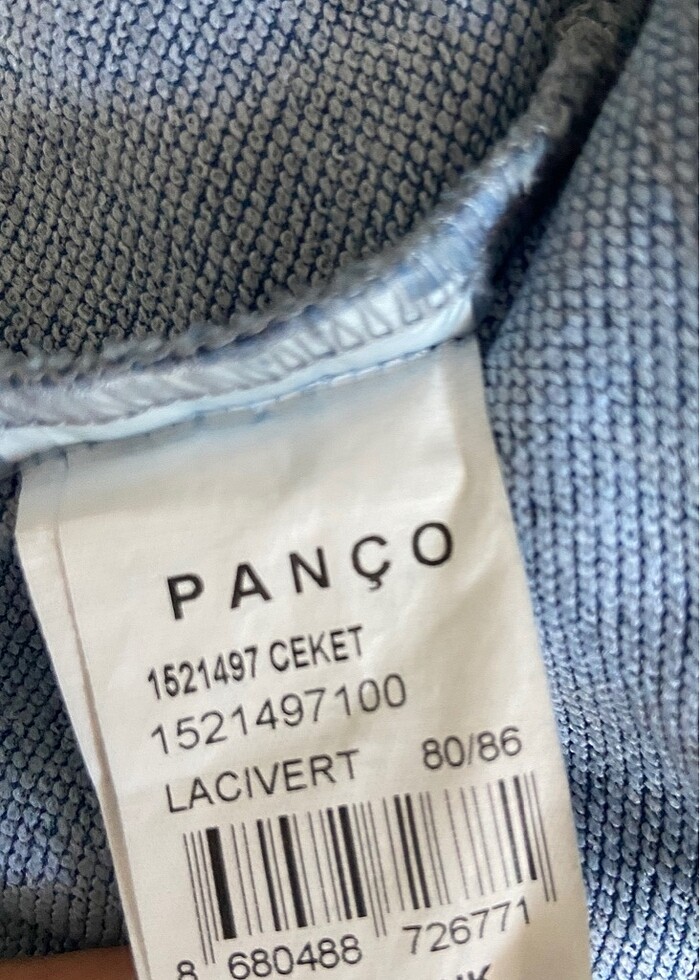 PANÇO
1521497 CEKET
1521497100
LACIVERT 80/86
8 680488 726771